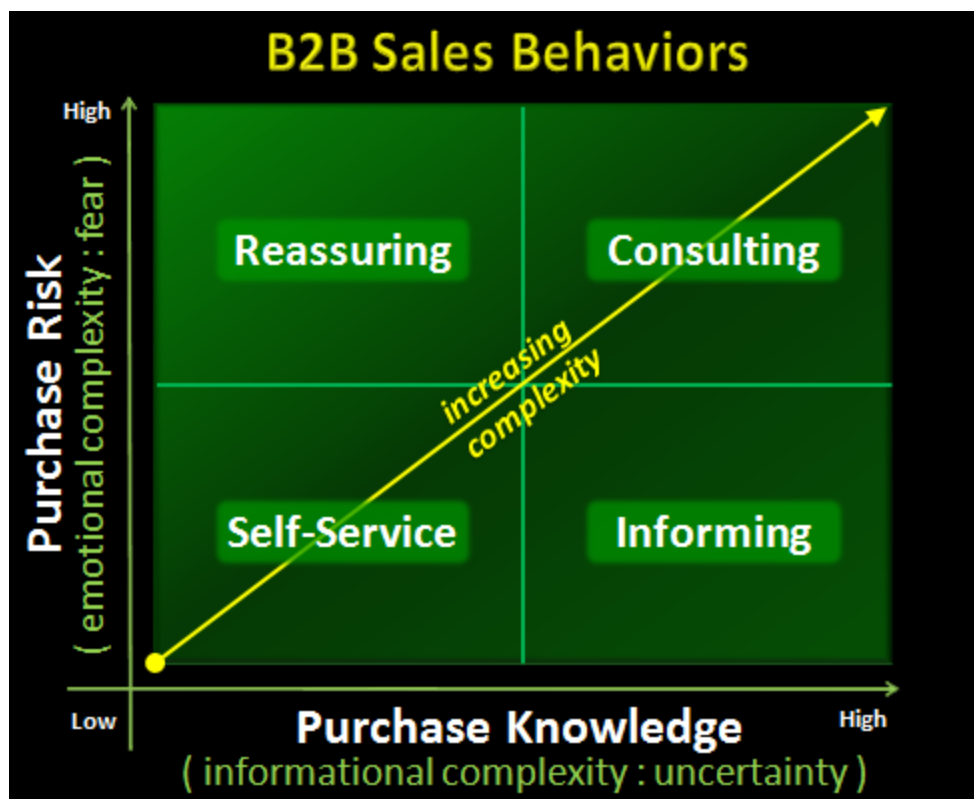 B2B Sales Behaviors
High
Purchase Risk
( emotional complexity : fear )
Reassuring
Consulting
increasing
complexity
Self-Service
Informing
Low
High
Purchase Knowledge
( informational complexity : uncertainty )